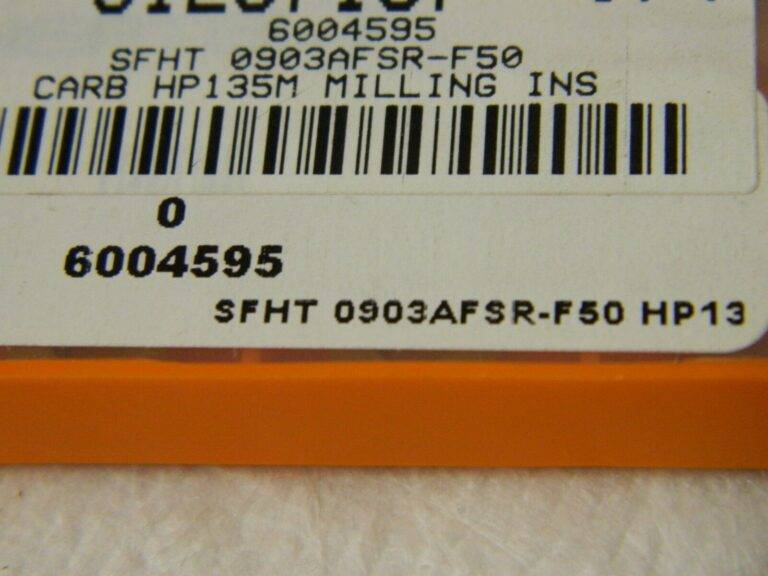 6004595
SFHT 0903AFSR-F50
CARB HP135M MILLING INS
0
6004595
SFHT 0903AFSR-F50 HP13